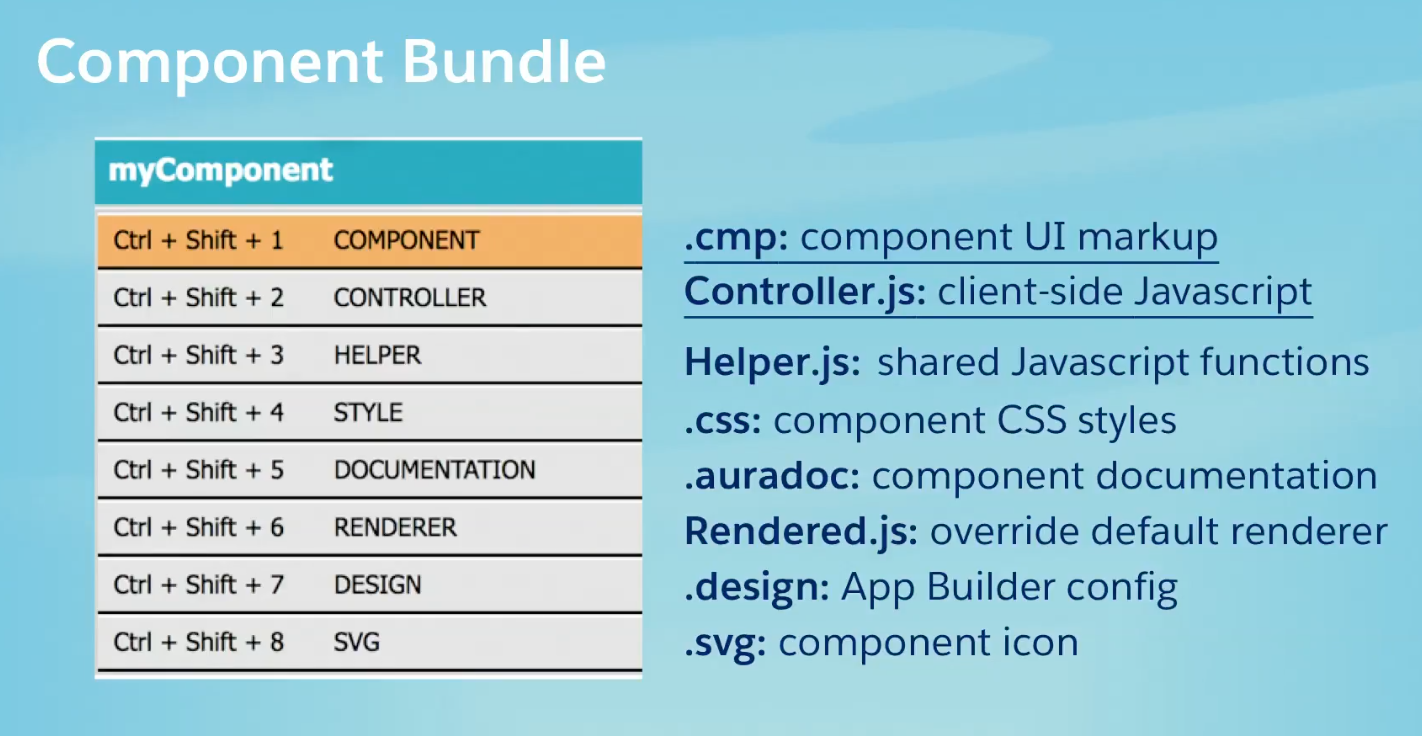 Component Bundle
myComponent
Ctrl + Shift + 1 COMPONENT
.cmp: component UI markup
Ctrl + Shift + 2 CONTROLLER
Controller.js: client-side Javascript
Ctrl + Shift + 3 HELPER
Helper.js: shared Javascript functions
Ctrl + Shift + 4 STYLE
.css: component CSS styles
Ctrl + Shift + 5 DOCUMENTATION
.auradoc: component documentation
Ctrl + Shift + 6 RENDERER
Rendered.js: override default renderer
Ctrl + Shift + 7 DESIGN
.design: App Builder config
Ctrl + Shift + 8 SVG
.svg: component icon